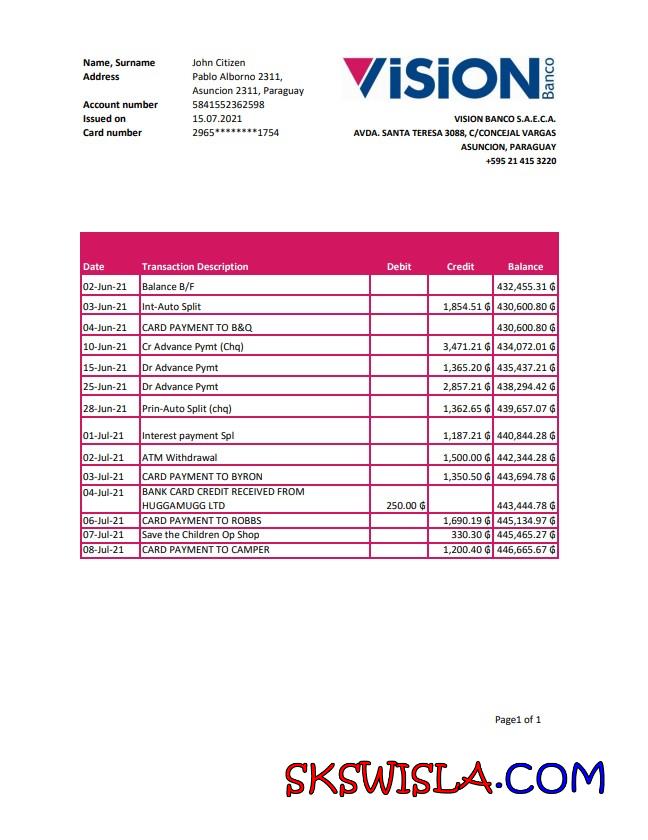 Name, Surname John Citizen
Address Pablo Alborno 2311,
Asuncion 2311, Paraguay
Account number 5841552362598
Issued on 15.07.2021
Card number 2965********1754
VISION Banco
VISION BANCO S.A.E.C.A.
AVDA. SANTA TERESA 3088, C/CONCEJAL VARGAS
ASUNCION, PARAGUAY
+595 21 415 3220
Date Transaction Description Debit Credit Balance
02-Jun-21 Balance B/F 432,455.31 ₲
03-Jun-21 Int-Auto Split 1,854.51 ₲ 430,600.80 ₲
04-Jun-21 CARD PAYMENT TO B&Q 430,600.80 ₲
10-Jun-21 Cr Advance Pymt (Chq) 3,471.21 ₲ 434,072.01 ₲
15-Jun-21 Dr Advance Pymt 1,365.20 ₲ 435,437.21 ₲
25-Jun-21 Dr Advance Pymt 2,857.21 ₲ 438,294.42 ₲
28-Jun-21 Prin-Auto Split (chq) 1,362.65 ₲ 439,657.07 ₲
01-Jul-21 Interest payment Spl 1,187.21 ₲ 440,844.28 ₲
02-Jul-21 ATM Withdrawal 1,500.00 ₲ 442,344.28 ₲
03-Jul-21 CARD PAYMENT TO BYRON 1,350.50 ₲ 443,694.78 ₲
04-Jul-21 BANK CARD CREDIT RECEIVED FROM
HUGGAMUGG LTD 250.00 ₲ 443,444.78 ₲
06-Jul-21 CARD PAYMENT TO ROBBS 1,690.19 ₲ 445,134.97 ₲
07-Jul-21 Save the Children Op Shop 330.30 ₲ 445,465.27 ₲
08-Jul-21 CARD PAYMENT TO CAMPER 1,200.40 ₲ 446,665.67 ₲
Page1 of 1
SKSWISLA.COM